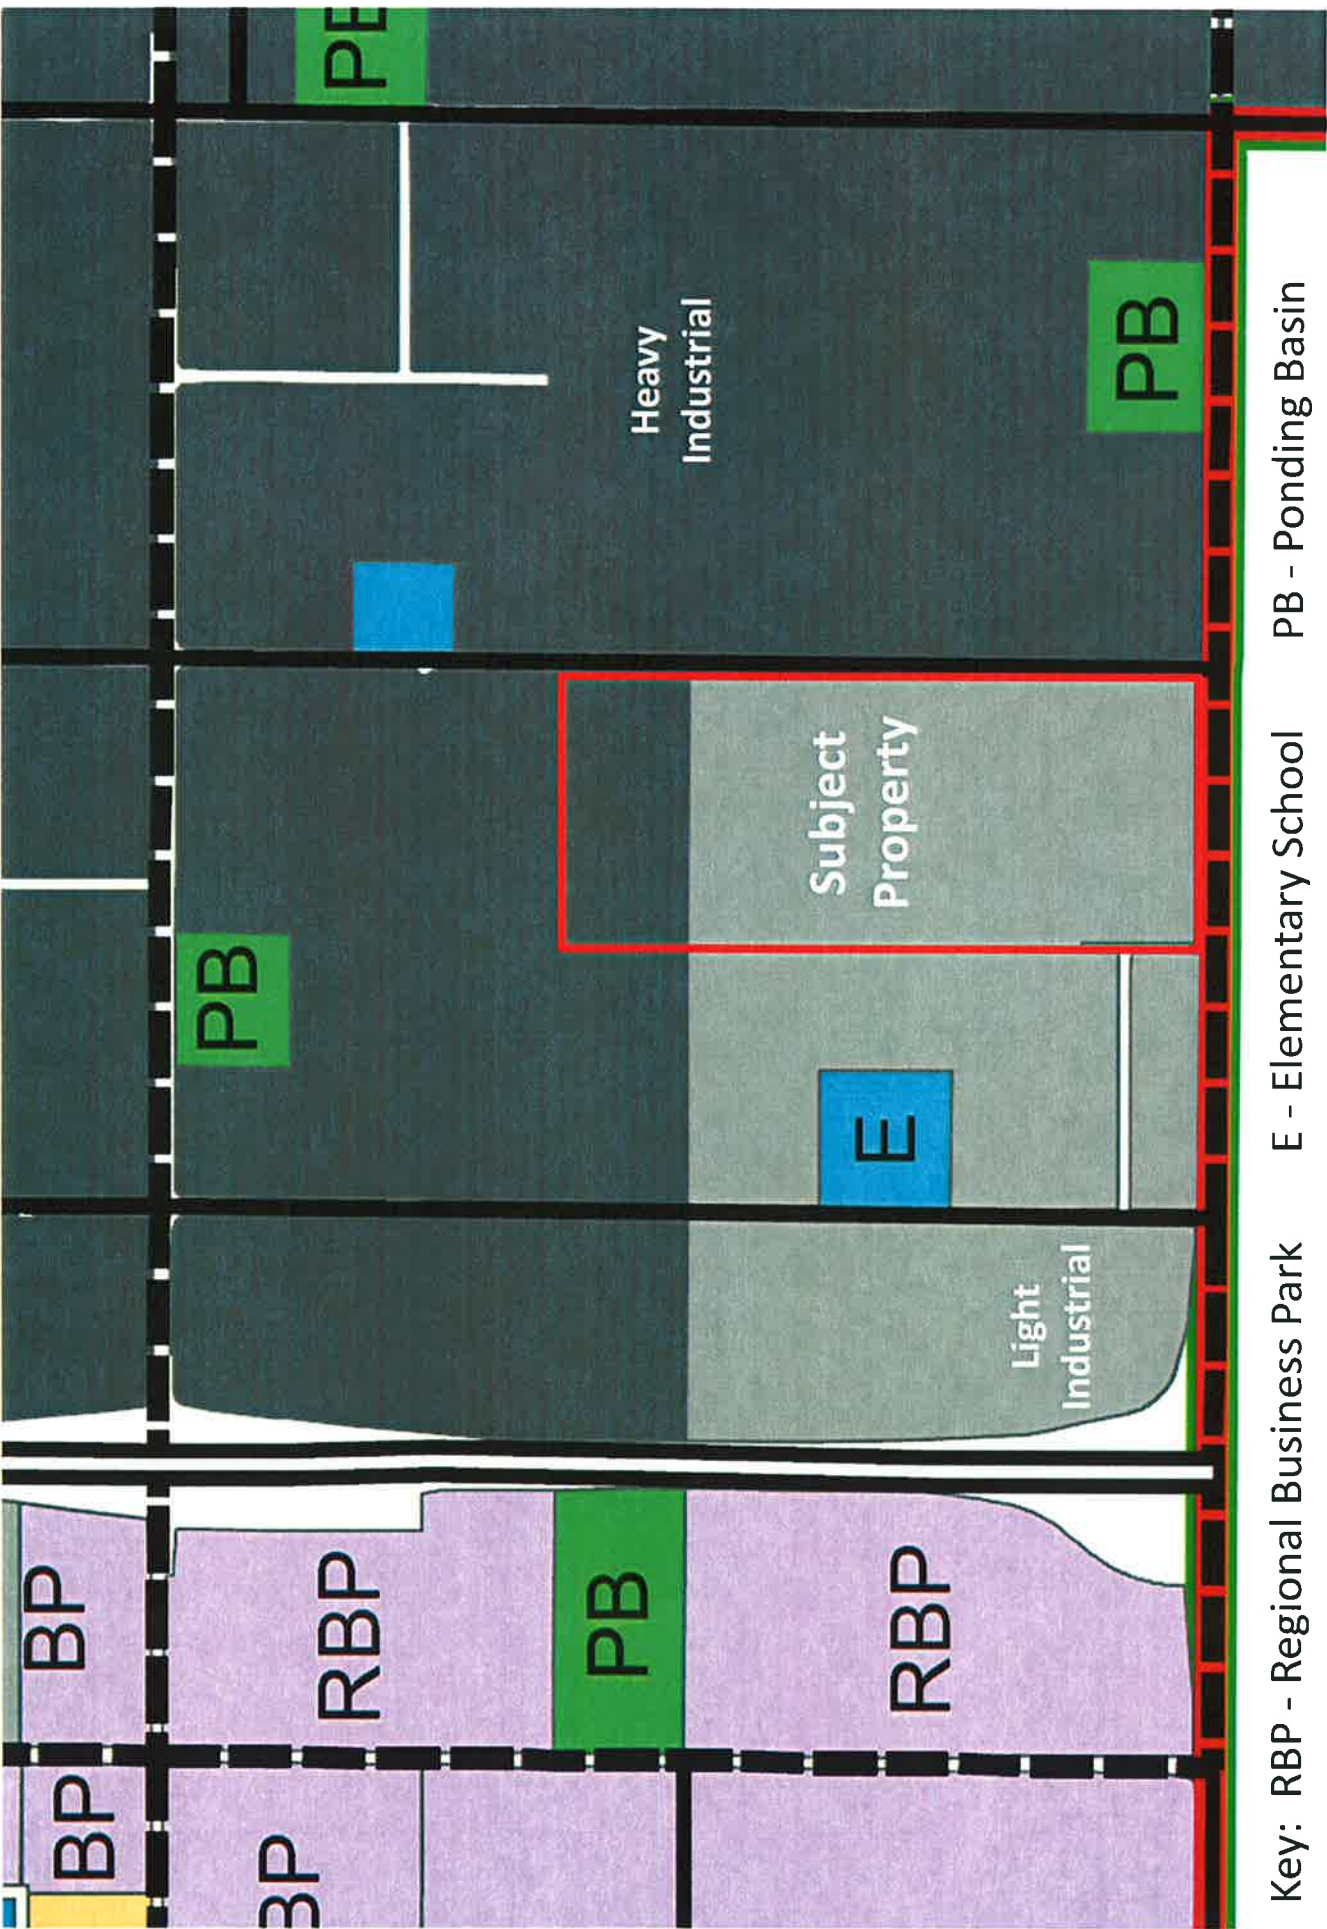 BP
BP
PB
RBP
PB
Heavy
Industrial
Subject
Property
E
RBP
Light
Industrial
PB
Key: RBP - Regional Business Park E - Elementary School PB - Ponding Basin